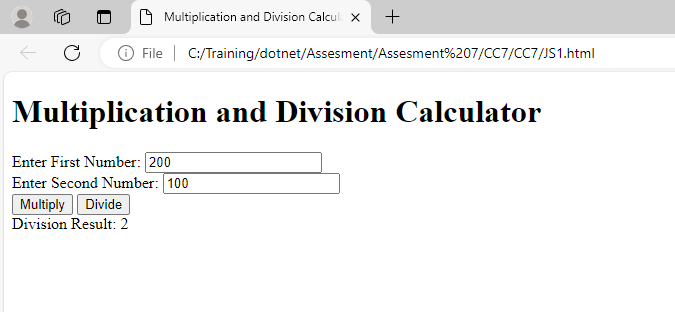 Multiplication and Division Calcul
File | C:/Training/dotnet/Assesment/Assesment%207/CC7/CC7/JS1.html
Multiplication and Division Calculator
Enter First Number: 200
Enter Second Number: 100
Multiply Divide
Division Result: 2